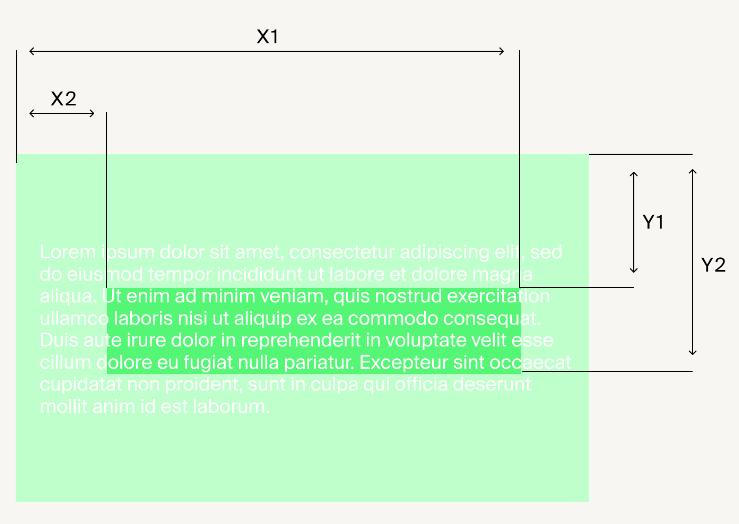 X1
X2
Y1
Y2
Lorem ipsum dolor sit amet, consectetur adipiscing elit, sed
do eiusmod tempor incididunt ut labore et dolore magna
aliqua. Ut enim ad minim veniam, quis nostrud exercitation
ullamco laboris nisi ut aliquip ex ea commodo consequat.
Duis aute irure dolor in reprehenderit in voluptate velit esse
cillum dolore eu fugiat nulla pariatur. Excepteur sint occaecat
cupidatat non proident, sunt in culpa qui officia deserunt
mollit anim id est laborum.